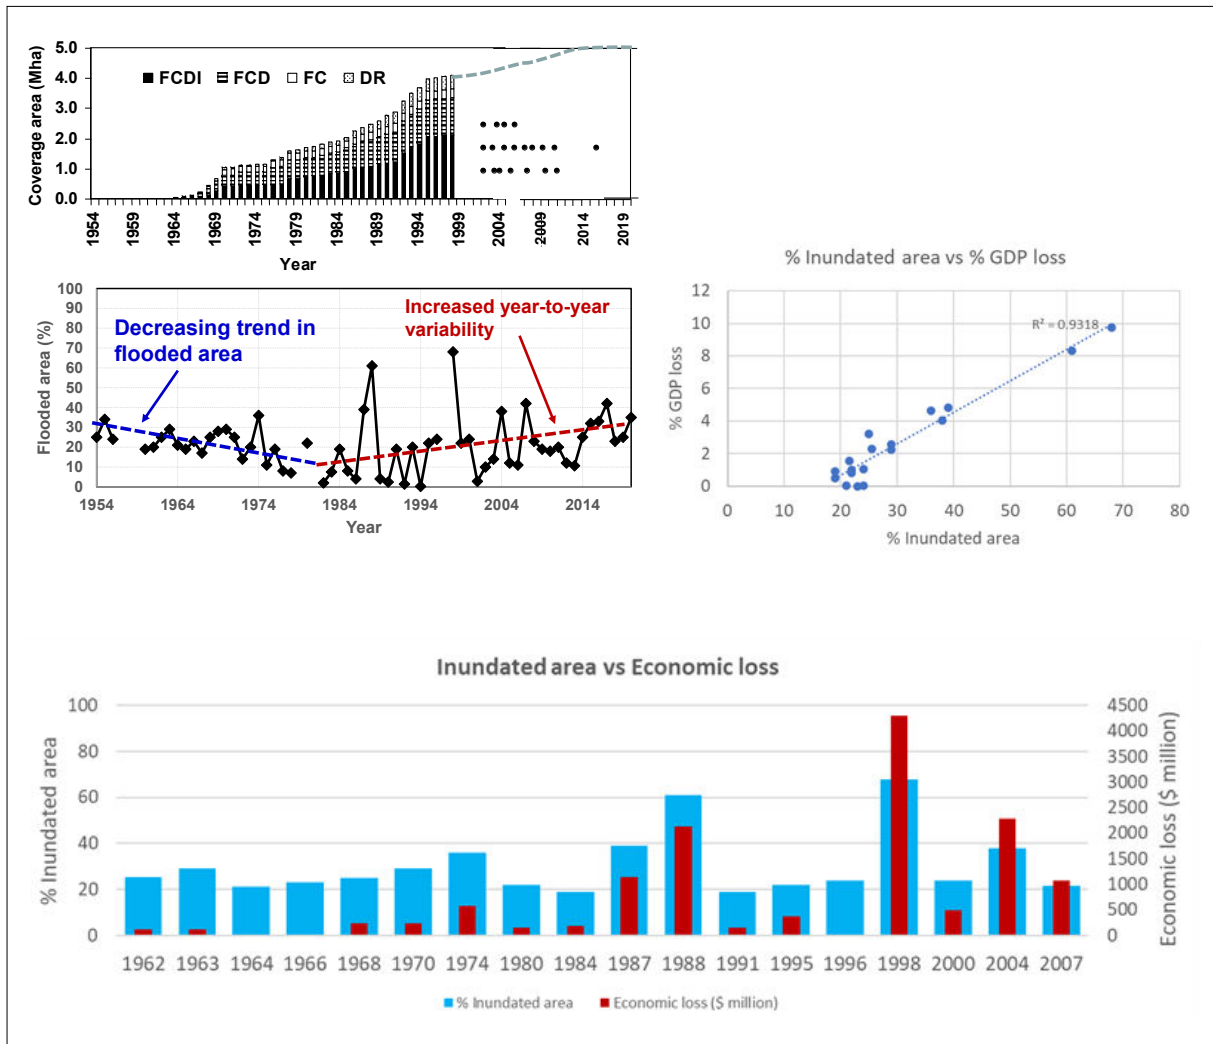 5.0
4.0
3.0
2.0
1.0
0.0
Coverage area (Mha)
FCDI FCD FC DR
1954 1959 1964 1969 1974 1979 1984 1989 1994 1999 2004 2009 2014 2019
Year
100
90
80
70
60
50
40
30
20
10
0
Flooded area (%)
Decreasing trend in
flooded area
Increased year-to-year
variability
1954 1964 1974 1984 1994 2004 2014
Year
% Inundated area vs % GDP loss
12
10
8
6
4
2
0
% GDP loss
R² = 0.9318
0 10 20 30 40 50 60 70 80
% Inundated area
Inundated area vs Economic loss
100
80
60
40
20
0
% Inundated area
4500
4000
3500
3000
2500
2000
1500
1000
500
0
Economic loss ($ million)
1962 1963 1964 1966 1968 1970 1974 1980 1984 1987 1988 1991 1995 1996 1998 2000 2004 2007
% Inundated area Economic loss ($ million)